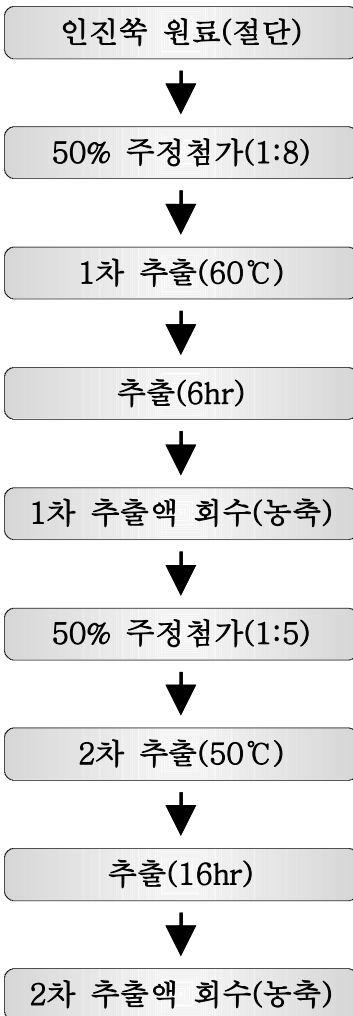 인진쑥 원료(절단)
50% 주정첨가(1:8)
1차 추출(60℃)
추출(6hr)
1차 추출액 회수(농축)
50% 주정첨가(1:5)
2차 추출(50℃)
추출(16hr)
2차 추출액 회수(농축)